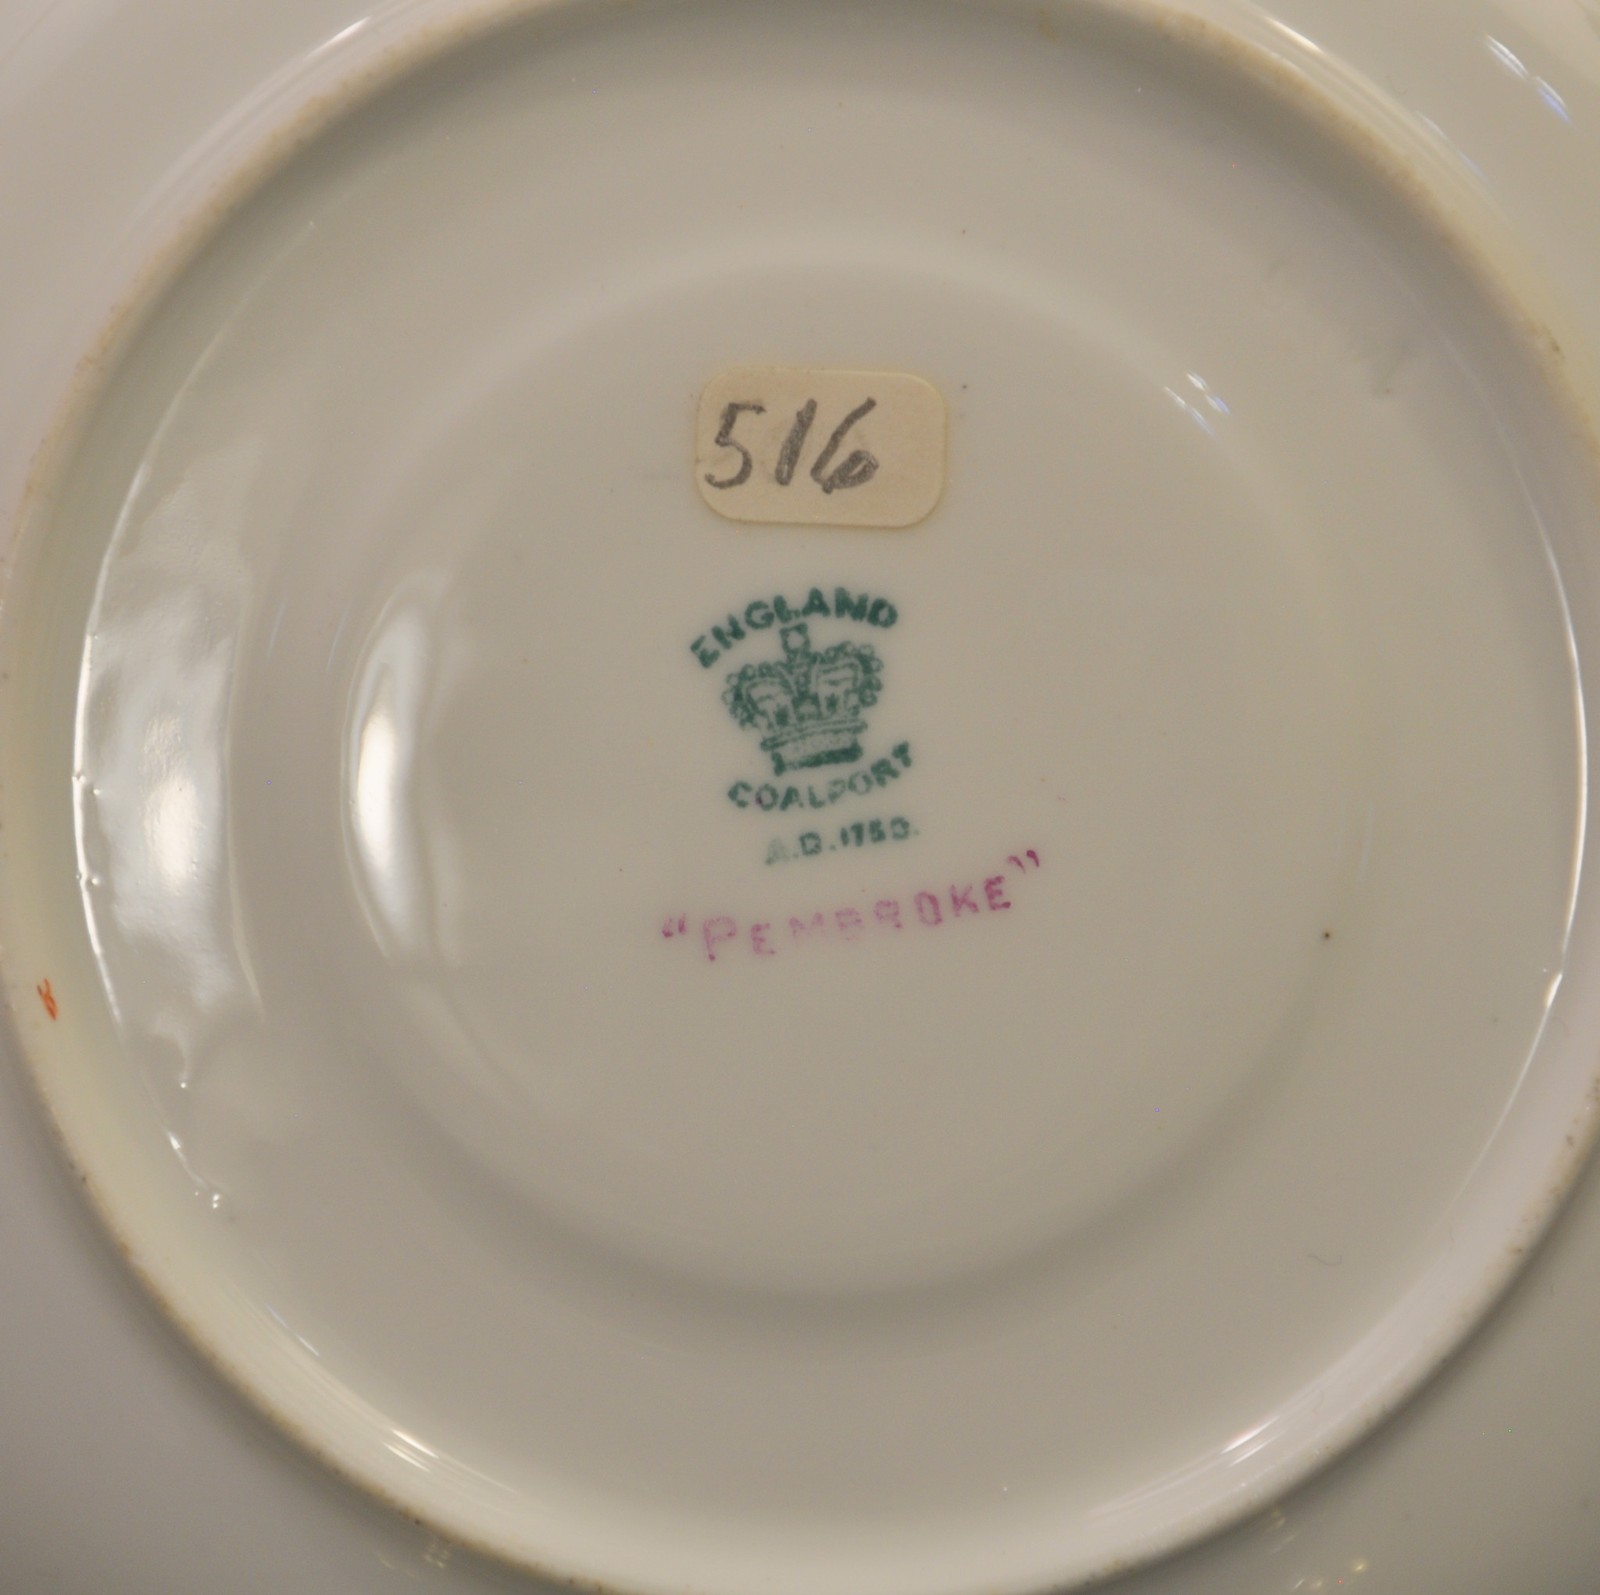 516
ENGLAND
COALPORT
A.D. 1750.
"PEMBROKE"